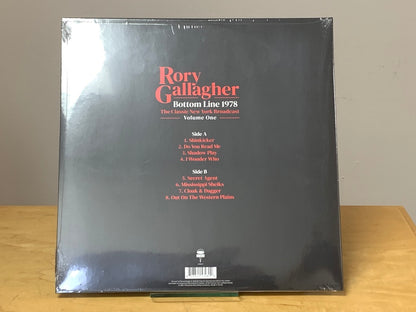 Rory
Gallagher
Bottom Line 1978
The Classic New York Broadcast
Volume One
Side A
1. Shinkicker
2. Do You Read Me
3. Shadow Play
4. I Wonder Who
Side B
5. Secret Agent
6. Mississippi Sheiks
7. Cloak & Dagger
8. Out On The Western Plains